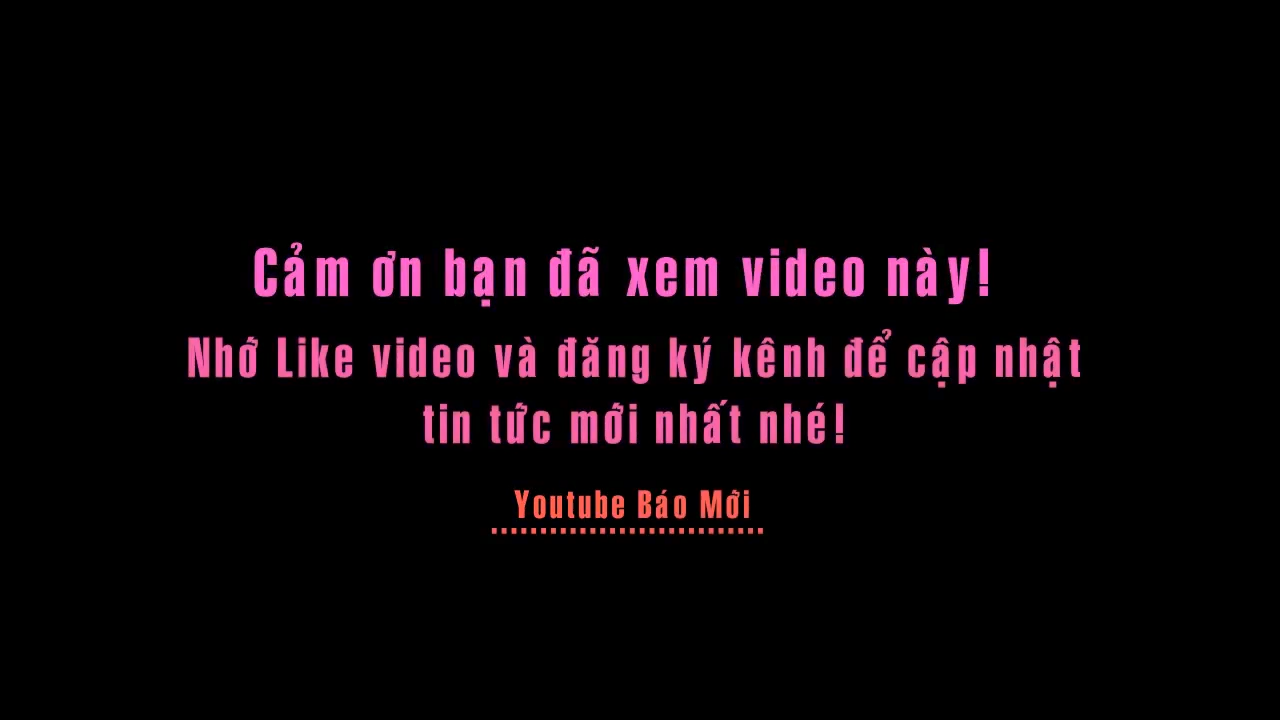 Cảm ơn bạn đã xem video này!
Nhớ Like video và đăng ký kênh để cập nhật
tin tức mới nhất nhé!
Youtube Báo Mới